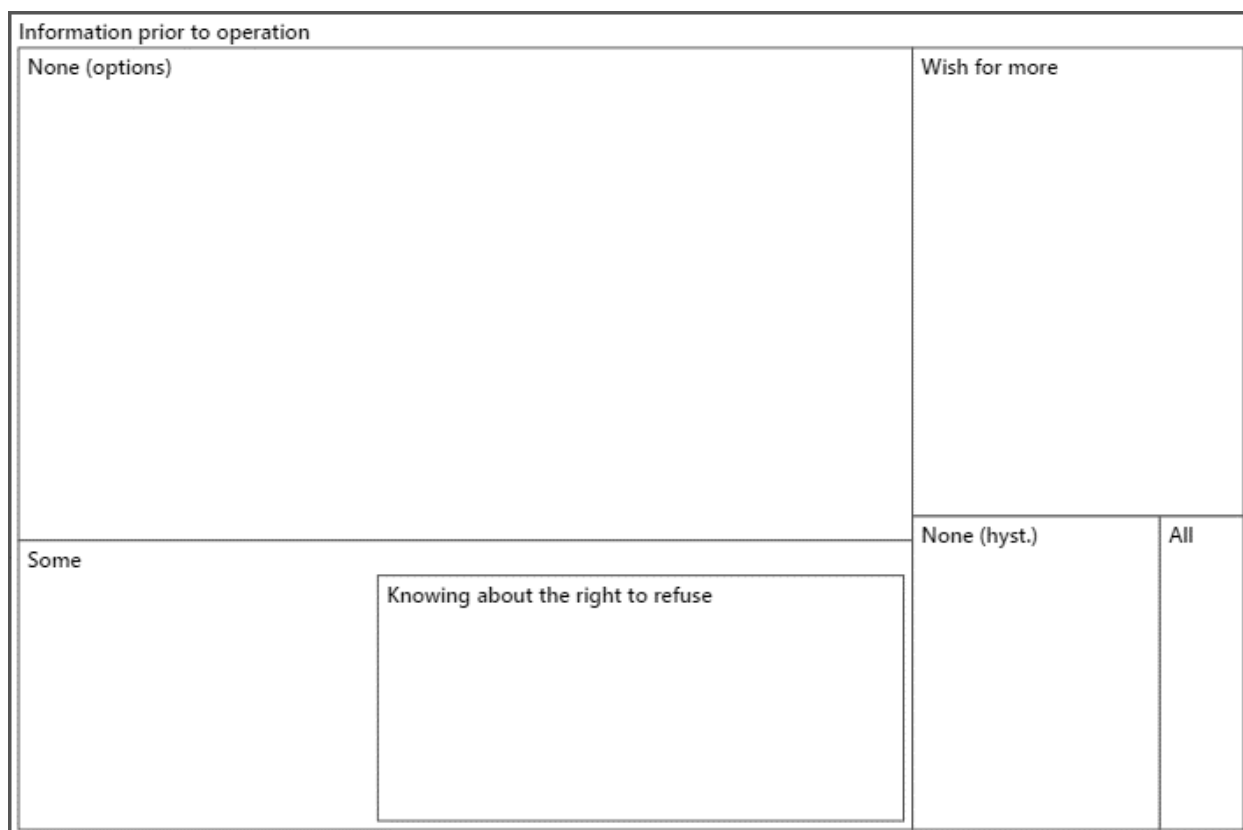 Information prior to operation
None (options)
Wish for more
Some
Knowing about the right to refuse
None (hyst.)
All